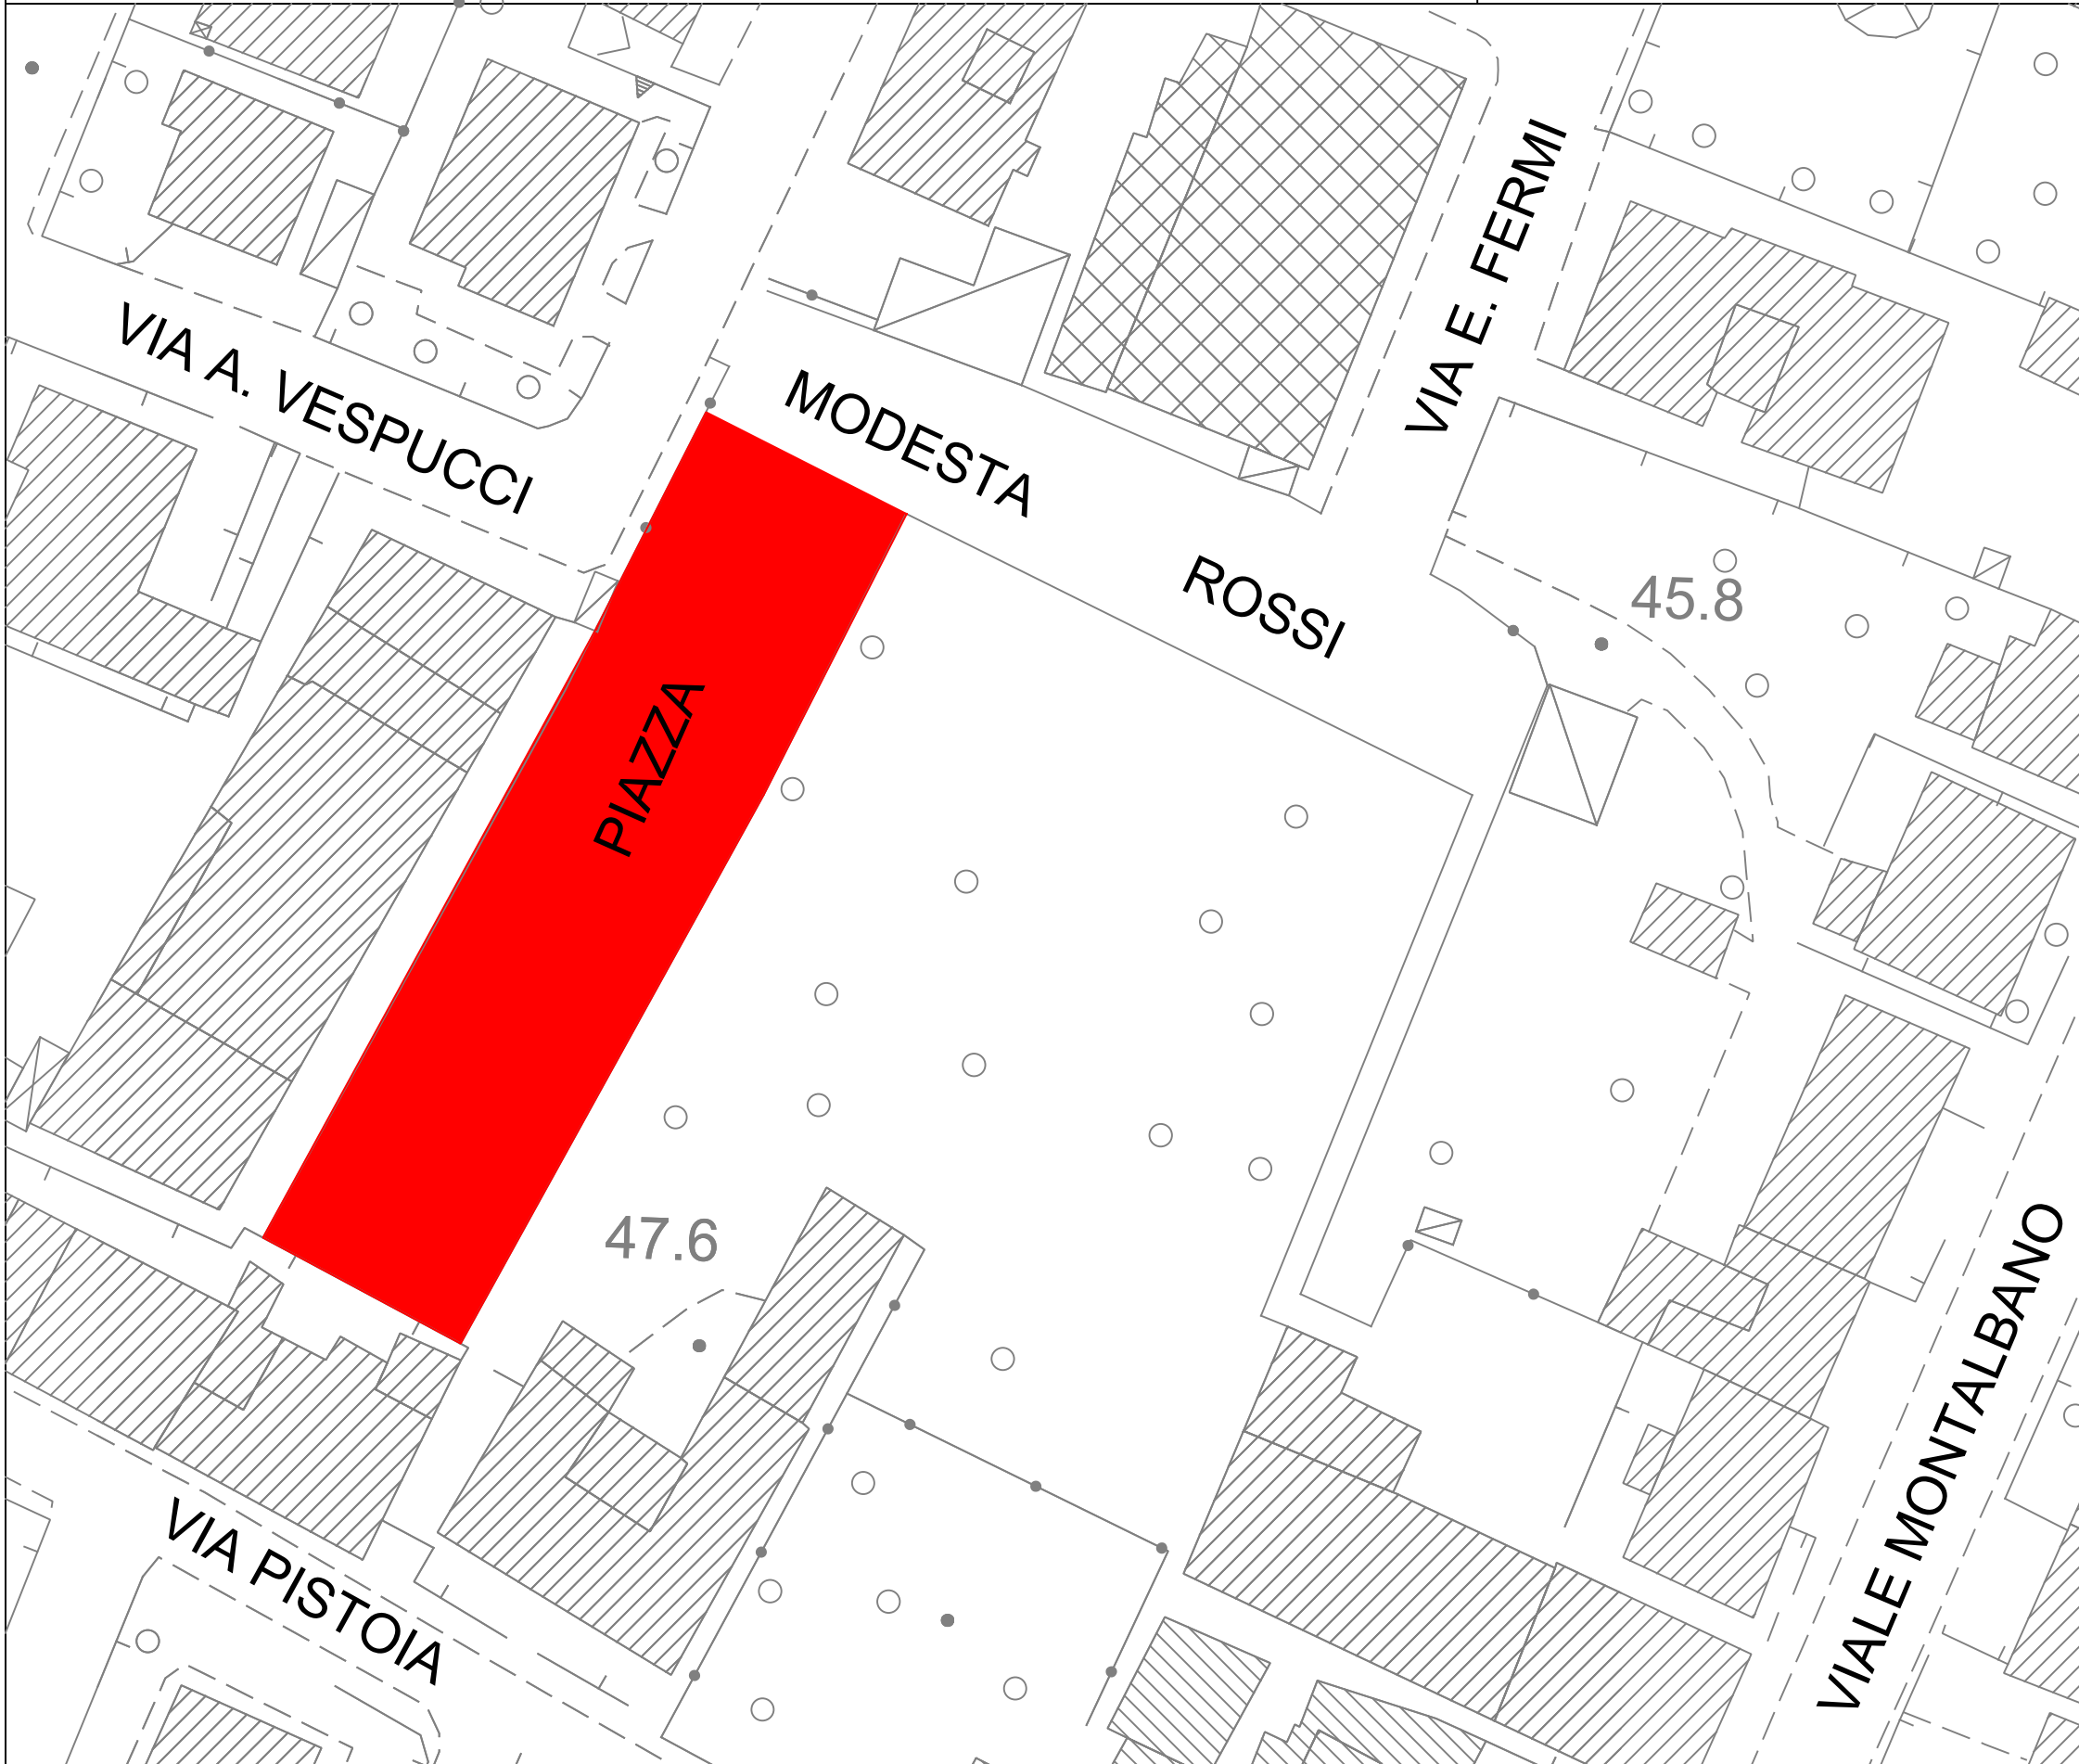 VIA E. FERMI
VIA A. VESPUCCI
PIAZZA
MODESTA
ROSSI
45.8
47.6
VIALE MONTALBANO
VIA PISTOIA